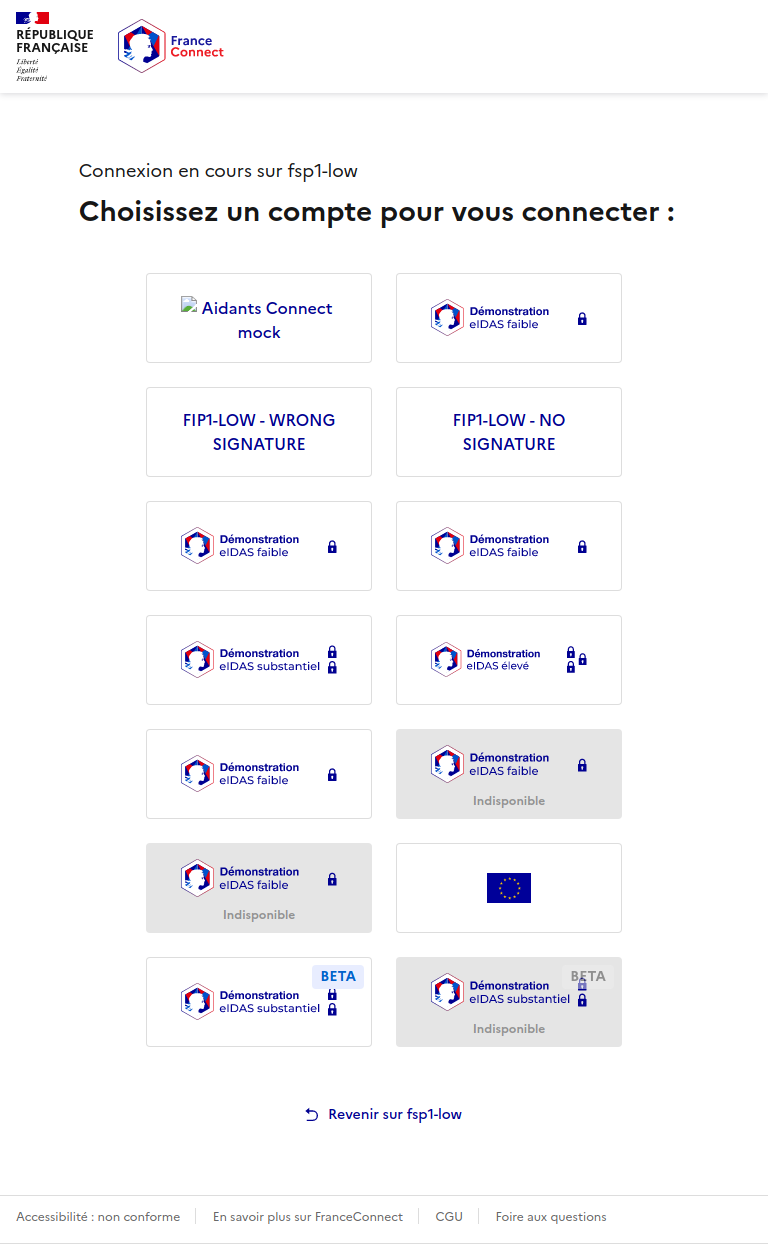 RÉPUBLIQUE
FRANÇAISE
Liberté
Égalité
Fraternité
France
Connect
Connexion en cours sur fsp1-low
Choisissez un compte pour vous connecter :
Aidants Connect
mock
Démonstration
eIDAS faible
FIP1-LOW - WRONG
SIGNATURE
FIP1-LOW - NO
SIGNATURE
Démonstration
eIDAS faible
Démonstration
eIDAS faible
Démonstration
eIDAS substantiel
Démonstration
eIDAS élevé
Démonstration
eIDAS faible
Démonstration
eIDAS faible
Indisponible
Démonstration
eIDAS faible
Indisponible
BETA
Démonstration
eIDAS substantiel
BETA
Démonstration
eIDAS substantiel
Indisponible
Revenir sur fsp1-low
Accessibilité : non conforme
En savoir plus sur FranceConnect
CGU
Foire aux questions